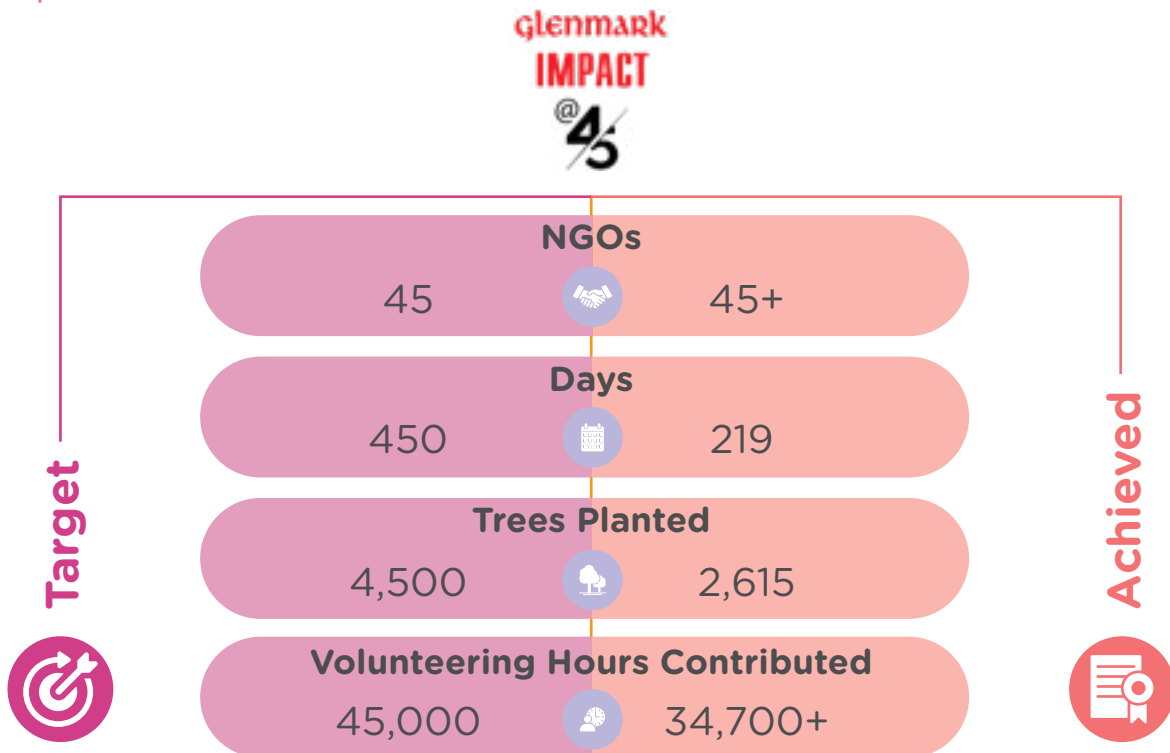 Glenmark
IMPACT
@45
NGOs
45 45+
Days
450 219
Trees Planted
4,500 2,615
Volunteering Hours Contributed
45,000 34,700+
Target
Achieved